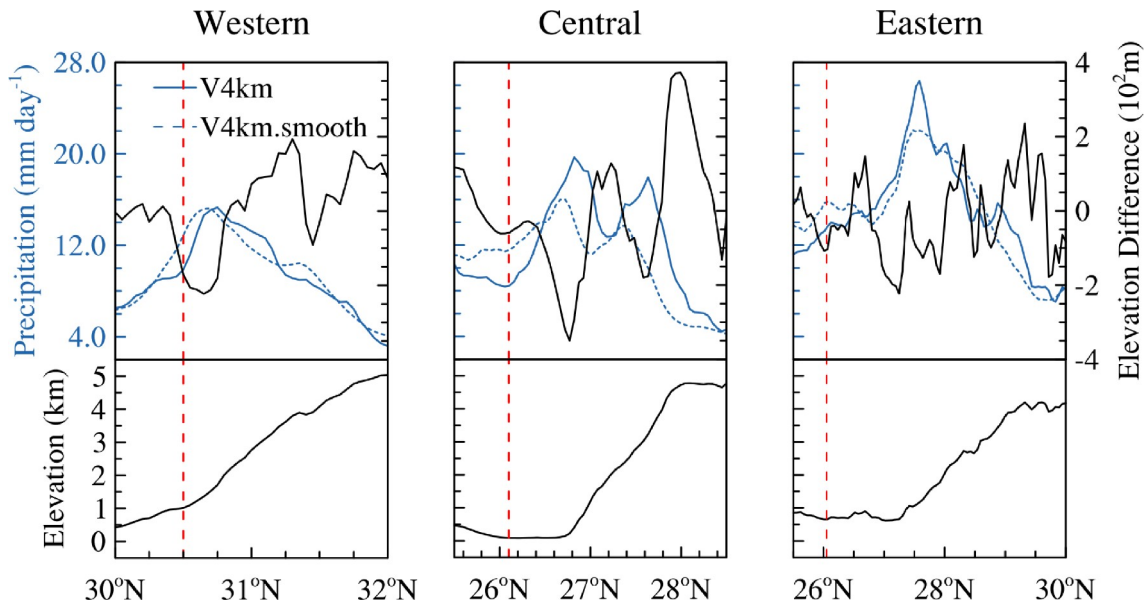 Western
Central
Eastern
Precipitation (mm day⁻¹)
28.0
20.0
12.0
4.0
V4km
V4km.smooth
4
2
0
-2
-4
Elevation Difference (10²m)
Elevation (km)
5
4
3
2
1
0
30°N 31°N 32°N
26°N 27°N 28°N
26°N 28°N 30°N